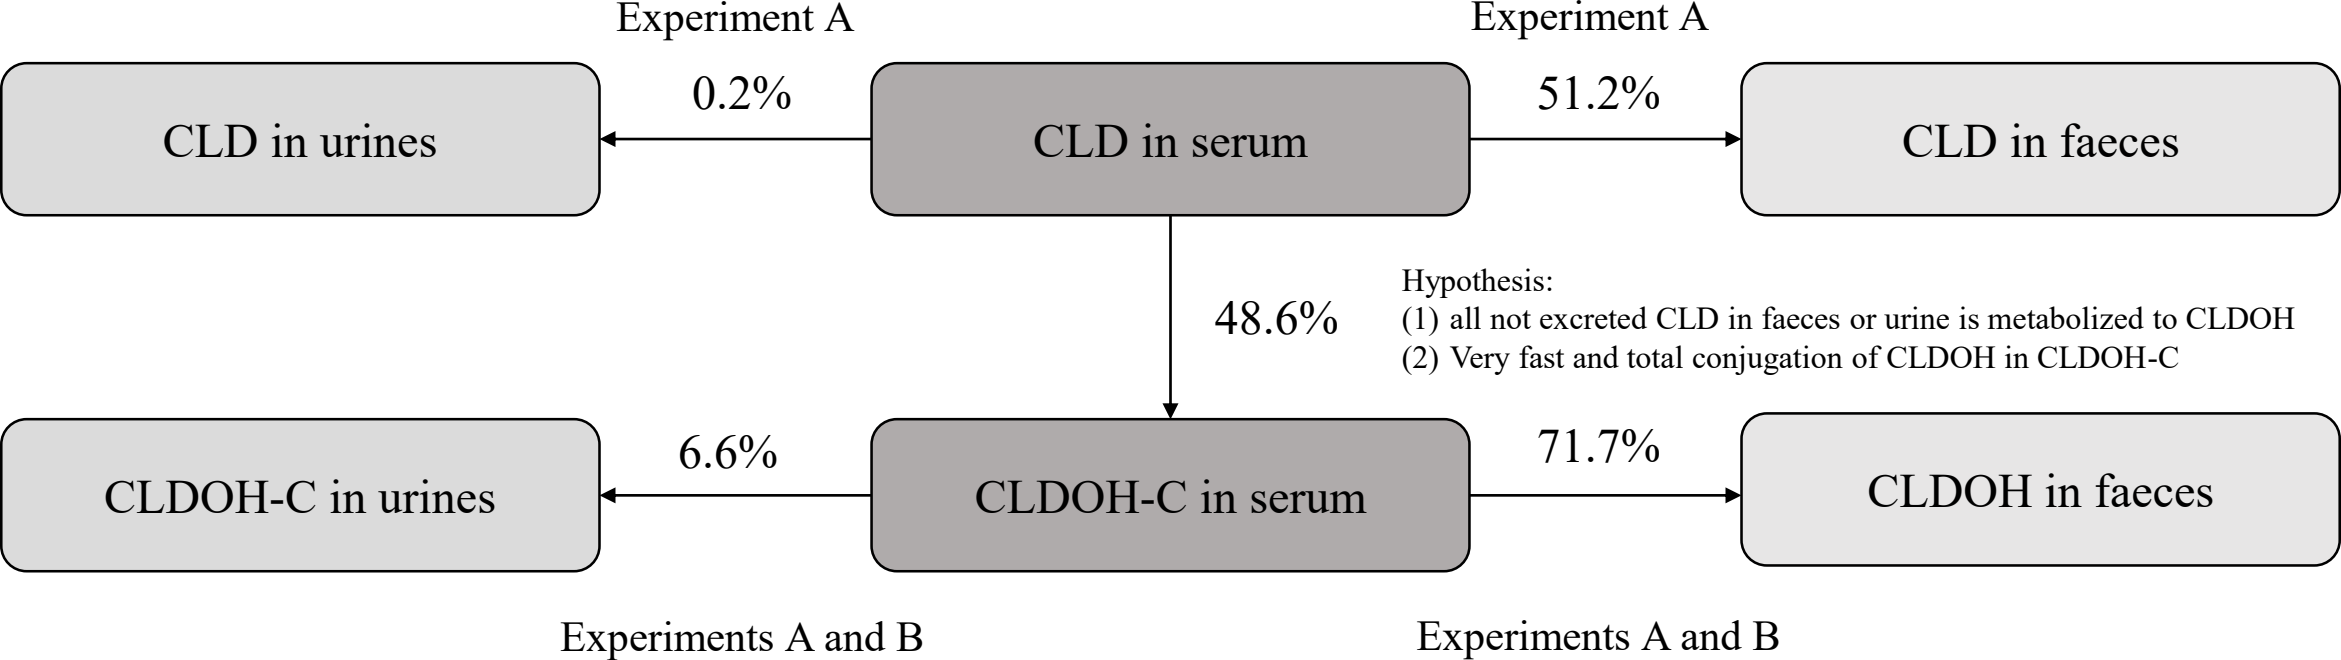 Experiment A
Experiment A
0.2%
51.2%
CLD in urines
CLD in serum
CLD in faeces
Hypothesis:
(1) all not excreted CLD in faeces or urine is metabolized to CLDOH
(2) Very fast and total conjugation of CLDOH in CLDOH-C
48.6%
6.6%
71.7%
CLDOH-C in urines
CLDOH-C in serum
CLDOH in faeces
Experiments A and B
Experiments A and B